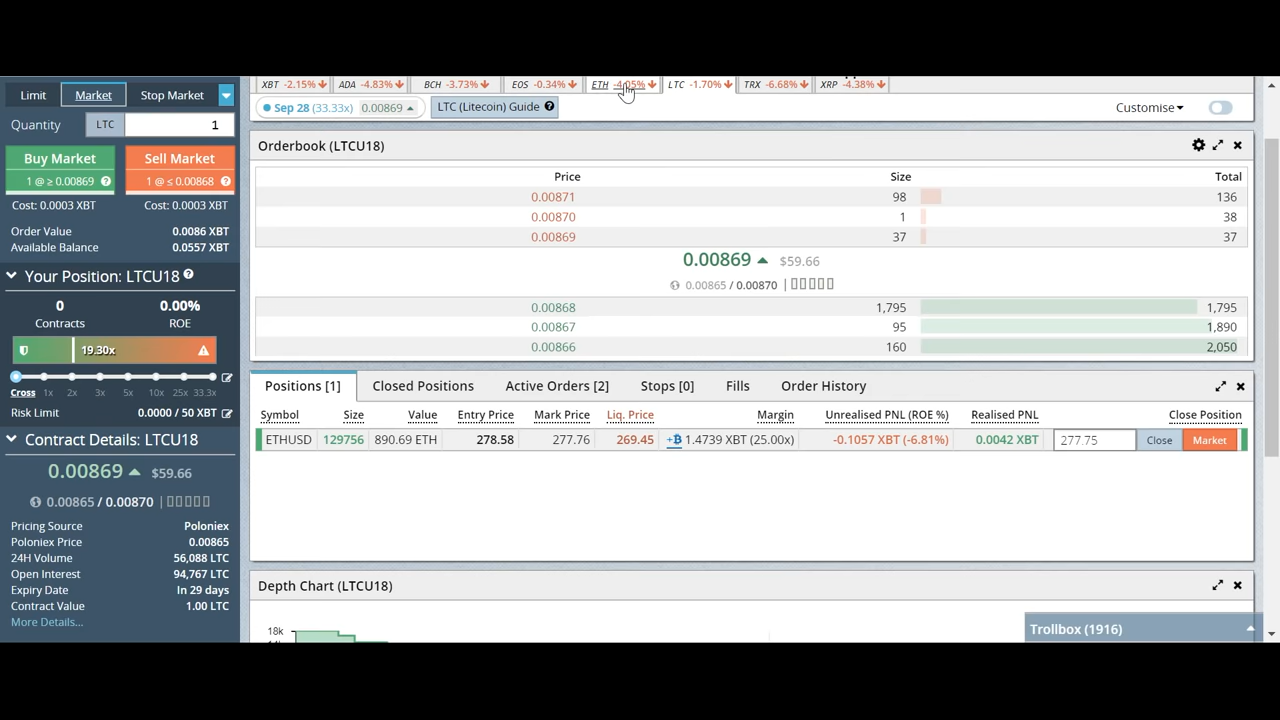 XBT -2.15% ADA -4.83% BCH -3.73% EOS -0.34% ETH -4.05% LTC -1.70% TRX -6.68% XRP -4.38%
Sep 28 (33.33x) 0.00869 LTC (Litecoin) Guide Customise
Limit Market Stop Market
Quantity LTC 1
Buy Market Sell Market
1 @ ≥ 0.00869 1 @ ≤ 0.00868
Cost: 0.0003 XBT Cost: 0.0003 XBT
Order Value 0.0086 XBT
Available Balance 0.0557 XBT
Your Position: LTCU18
0 0.00%
Contracts ROE
19.30x
Cross 1x 2x 3x 5x 10x 25x 33.3x
Risk Limit 0.0000 / 50 XBT
Contract Details: LTCU18
0.00869 $59.66
0.00865 / 0.00870
Pricing Source Poloniex
Poloniex Price 0.00865
24H Volume 56,088 LTC
Open Interest 94,767 LTC
Expiry Date In 29 days
Contract Value 1.00 LTC
More Details...
Orderbook (LTCU18)
Price Size Total
0.00871 98 136
0.00870 1 38
0.00869 37 37
0.00869 $59.66
0.00865 / 0.00870
0.00868 1,795 1,795
0.00867 95 1,890
0.00866 160 2,050
Positions [1] Closed Positions Active Orders [2] Stops [0] Fills Order History
Symbol Size Value Entry Price Mark Price Liq. Price Margin Unrealised PNL (ROE %) Realised PNL Close Position
ETHUSD 129756 890.69 ETH 278.58 277.76 269.45 1.4739 XBT (25.00x) -0.1057 XBT (-6.81%) 0.0042 XBT 277.75 Close Market
Depth Chart (LTCU18)
18k
Trollbox (1916)